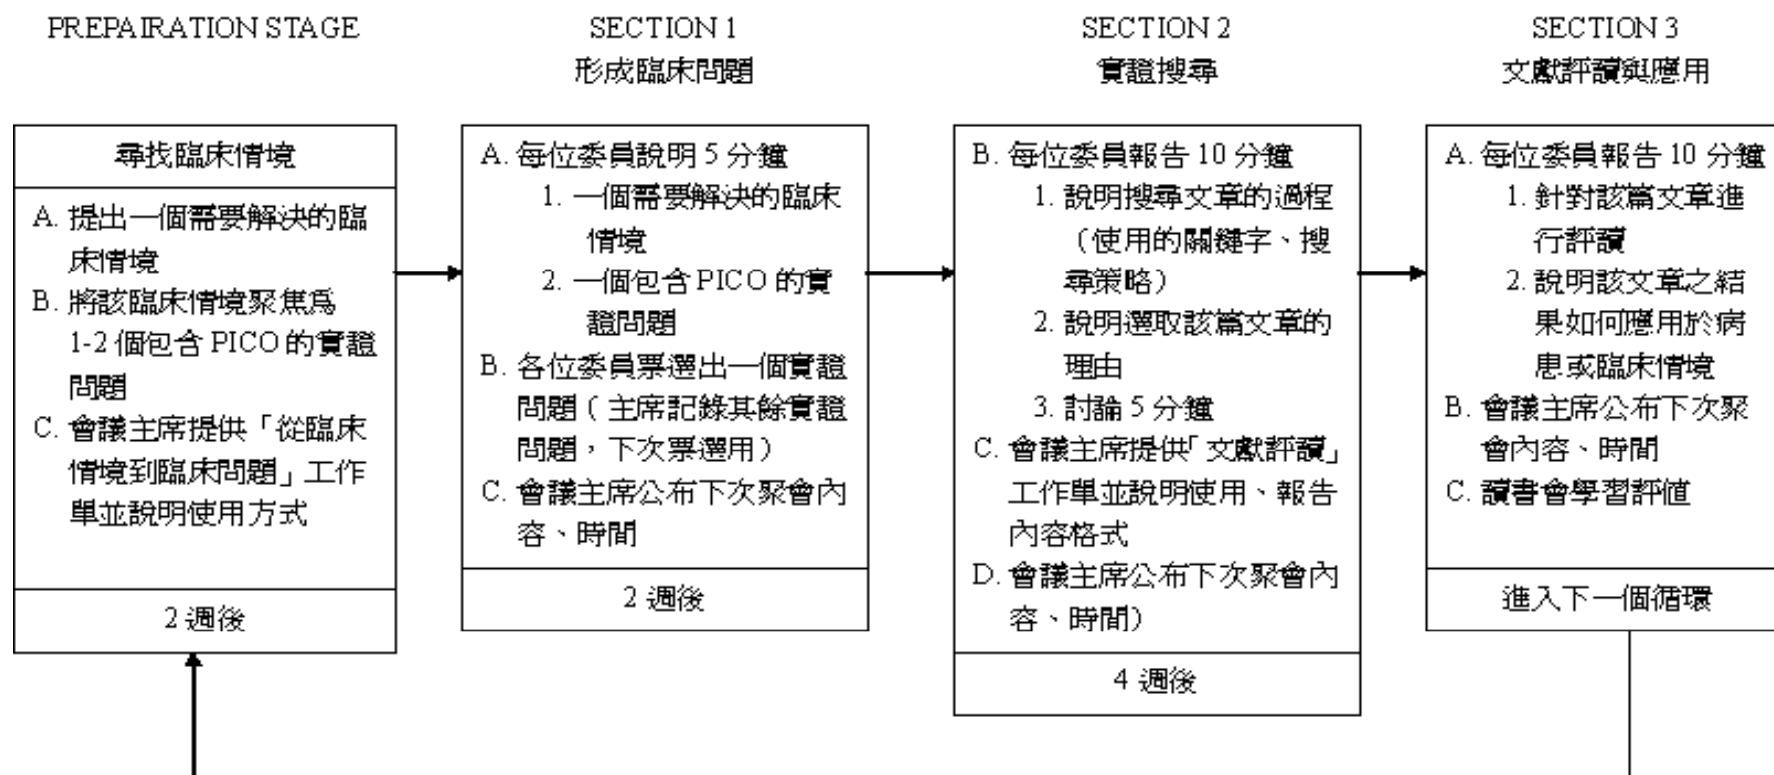 PREPAIRATION STAGE
SECTION 1
形成臨床問題
SECTION 2
實證搜尋
SECTION 3
文獻評讀與應用
尋找臨床情境
A. 提出一個需要解決的臨
床情境
B. 將該臨床情境聚焦為
1-2 個包含 PICO 的實證
問題
C. 會議主席提供「從臨床
情境到臨床問題」工作
單並說明使用方式
2 週後
A. 每位委員說明 5 分鐘
1. 一個需要解決的臨床
情境
2. 一個包含 PICO 的實
證問題
B. 各位委員票選出一個實證
問題（主席記錄其餘實證
問題，下次票選用）
C. 會議主席公布下次聚會內
容、時間
2 週後
B. 每位委員報告 10 分鐘
1. 說明搜尋文章的過程
（使用的關鍵字、搜
尋策略）
2. 說明選取該篇文章的
理由
3. 討論 5 分鐘
C. 會議主席提供「文獻評讀」
工作單並說明使用、報告
內容格式
D. 會議主席公布下次聚會內
容、時間）
4 週後
A. 每位委員報告 10 分鐘
1. 針對該篇文章進
行評讀
2. 說明該文章之結
果如何應用於病
患或臨床情境
B. 會議主席公布下次聚
會內容、時間
C. 讀書會學習評值
進入下一個循環